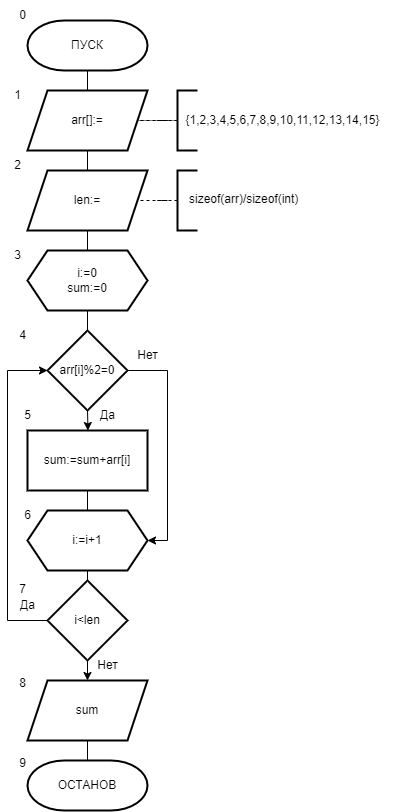 0
ПУСК
1
arr[]:=
{1,2,3,4,5,6,7,8,9,10,11,12,13,14,15}
2
len:=
sizeof(arr)/sizeof(int)
3
i:=0
sum:=0
4
Нет
arr[i]%2=0
5
Да
sum:=sum+arr[i]
6
i:=i+1
7
Да
i<len
Нет
8
sum
9
ОСТАНОВ